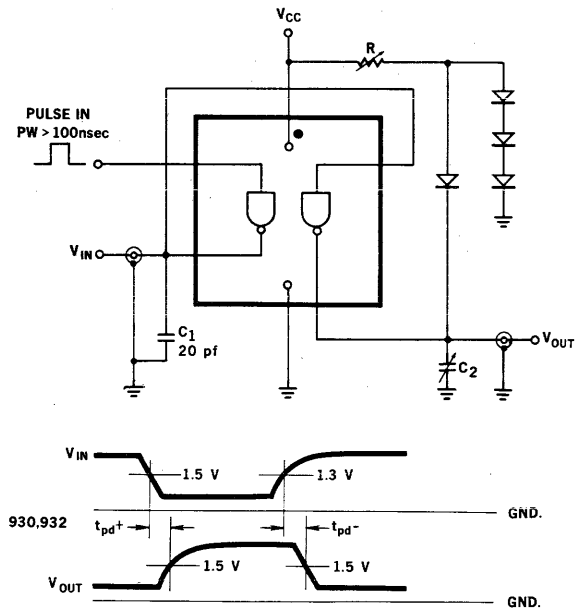 VCC
R
PULSE IN
PW > 100nsec
VIN
C1
20 pf
VOUT
C2
VIN
1.5 V
1.3 V
GND.
930,932
tpd+
tpd-
1.5 V
1.5 V
VOUT
GND.